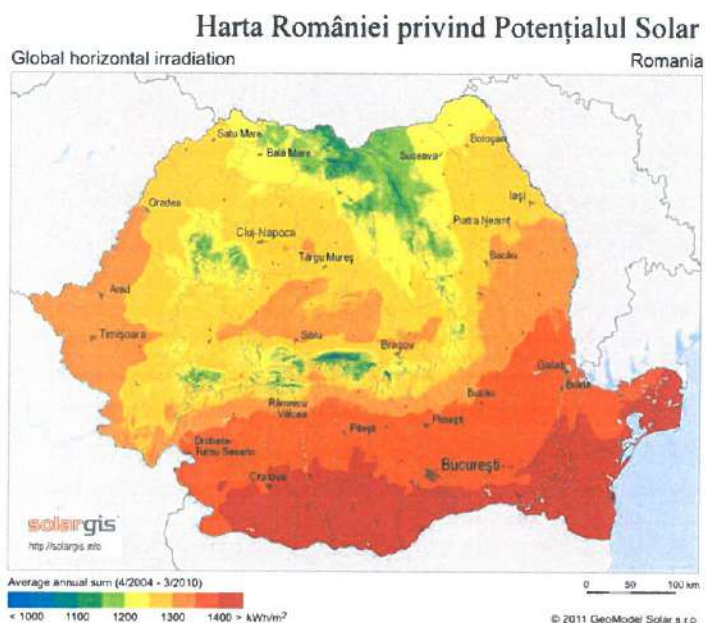 Harta României privind Potențialul Solar
Global horizontal irradiation
Romania
Satu Mare
Baia Mare
Suceava
Botoșani
Oradea
Iași
Cluj-Napoca
Piatra Neamț
Târgu Mureș
Bacău
Arad
Timișoara
Sibiu
Brașov
Galați
Brăila
Râmnicu
Vâlcea
Buzău
Pitești
Ploiești
Drobeta-
Turnu Severin
București
Craiova
solargis
http://solargis.info
Average annual sum (4/2004 - 3/2010)
0 50 100 km
< 1000 1100 1200 1300 1400 > kWh/m²
© 2011 GeoModel Solar s.r.o.